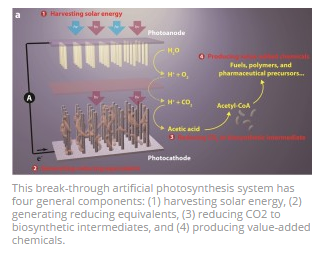 a
1 Harvesting solar energy
Photoanode
H₂O
H⁺ + O₂
4 Producing value-added chemicals
Fuels, polymers, and
pharmaceutical precursors...
A
H⁺ + CO₂
Acetyl-CoA
Acetic acid
3
e⁻
Photocathode
2
This break-through artificial photosynthesis system has
four general components: (1) harvesting solar energy, (2)
generating reducing equivalents, (3) reducing CO2 to
biosynthetic intermediates, and (4) producing value-added
chemicals.